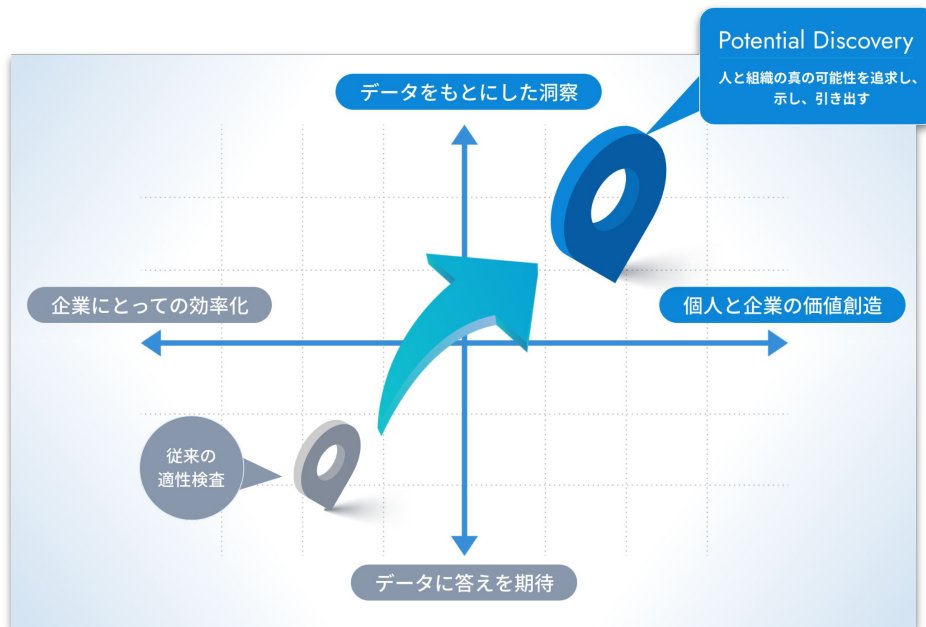 Potential Discovery
人と組織の真の可能性を追求し、
示し、引き出す
データをもとにした洞察
企業にとっての効率化
個人と企業の価値創造
従来の
適性検査
データに答えを期待